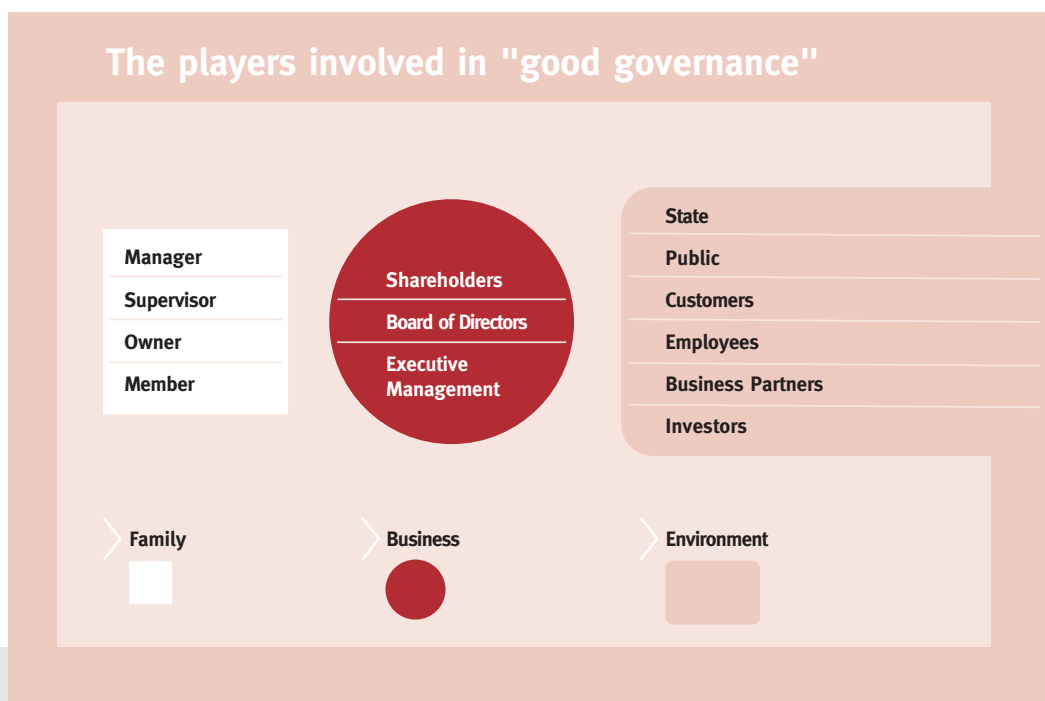 The players involved in "good governance"
Manager
Supervisor
Owner
Member
Shareholders
Board of Directors
Executive
Management
State
Public
Customers
Employees
Business Partners
Investors
Family
Business
Environment